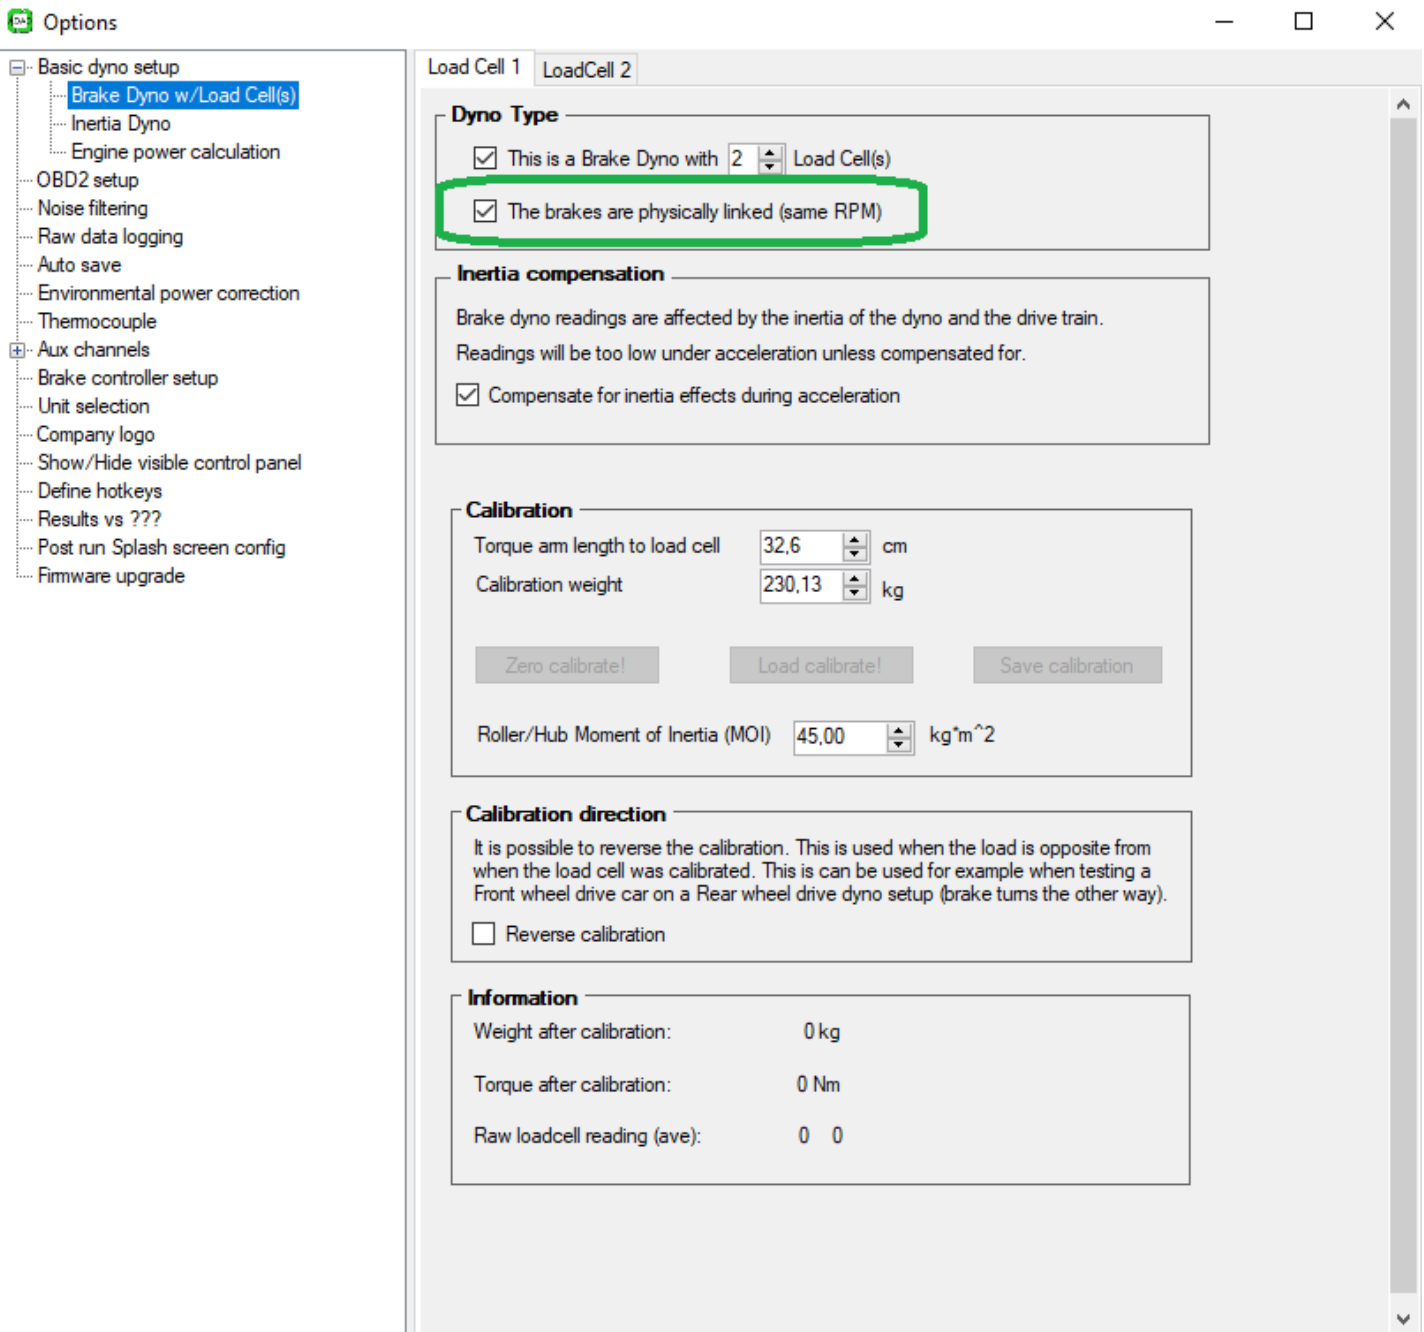 Options
Basic dyno setup
Brake Dyno w/Load Cell(s)
Inertia Dyno
Engine power calculation
OBD2 setup
Noise filtering
Raw data logging
Auto save
Environmental power correction
Thermocouple
Aux channels
Brake controller setup
Unit selection
Company logo
Show/Hide visible control panel
Define hotkeys
Results vs ???
Post run Splash screen config
Firmware upgrade
Load Cell 1 LoadCell 2
Dyno Type
This is a Brake Dyno with 2 Load Cell(s)
The brakes are physically linked (same RPM)
Inertia compensation
Brake dyno readings are affected by the inertia of the dyno and the drive train.
Readings will be too low under acceleration unless compensated for.
Compensate for inertia effects during acceleration
Calibration
Torque arm length to load cell 32,6 cm
Calibration weight 230,13 kg
Zero calibrate! Load calibrate! Save calibration
Roller/Hub Moment of Inertia (MOI) 45,00 kg*m^2
Calibration direction
It is possible to reverse the calibration. This is used when the load is opposite from
when the load cell was calibrated. This is can be used for example when testing a
Front wheel drive car on a Rear wheel drive dyno setup (brake turns the other way).
Reverse calibration
Information
Weight after calibration: 0 kg
Torque after calibration: 0 Nm
Raw loadcell reading (ave): 0 0